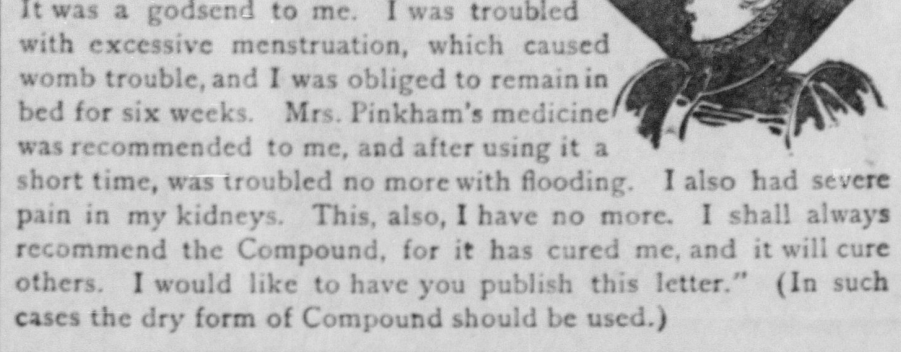 It was a godsend to me. I was troubled
with excessive menstruation, which caused
womb trouble, and I was obliged to remain in
bed for six weeks. Mrs. Pinkham's medicine
was recommended to me, and after using it a
short time, was troubled no more with flooding. I also had severe
pain in my kidneys. This, also, I have no more. I shall always
recommend the Compound, for it has cured me, and it will cure
others. I would like to have you publish this letter." (In such
cases the dry form of Compound should be used.)